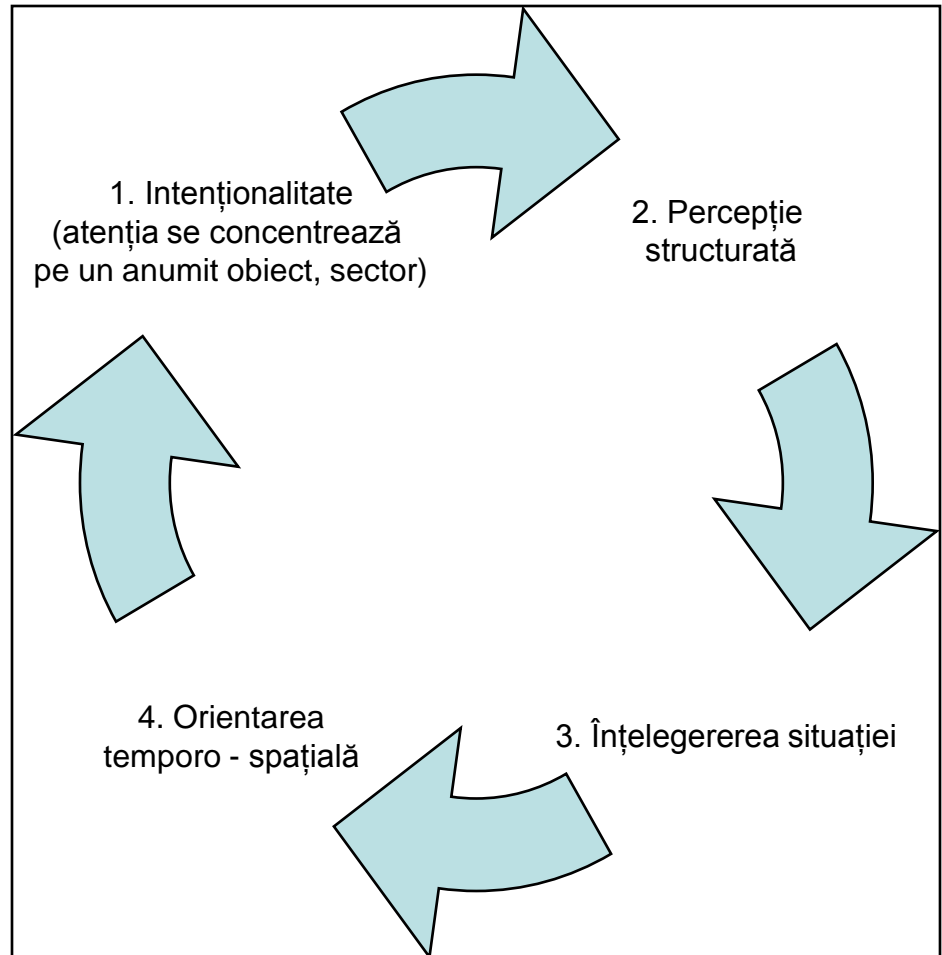 1. Intenționalitate
(atenția se concentrează
pe un anumit obiect, sector)
2. Percepție
structurată
3. Înțelegererea situației
4. Orientarea
temporo - spațială